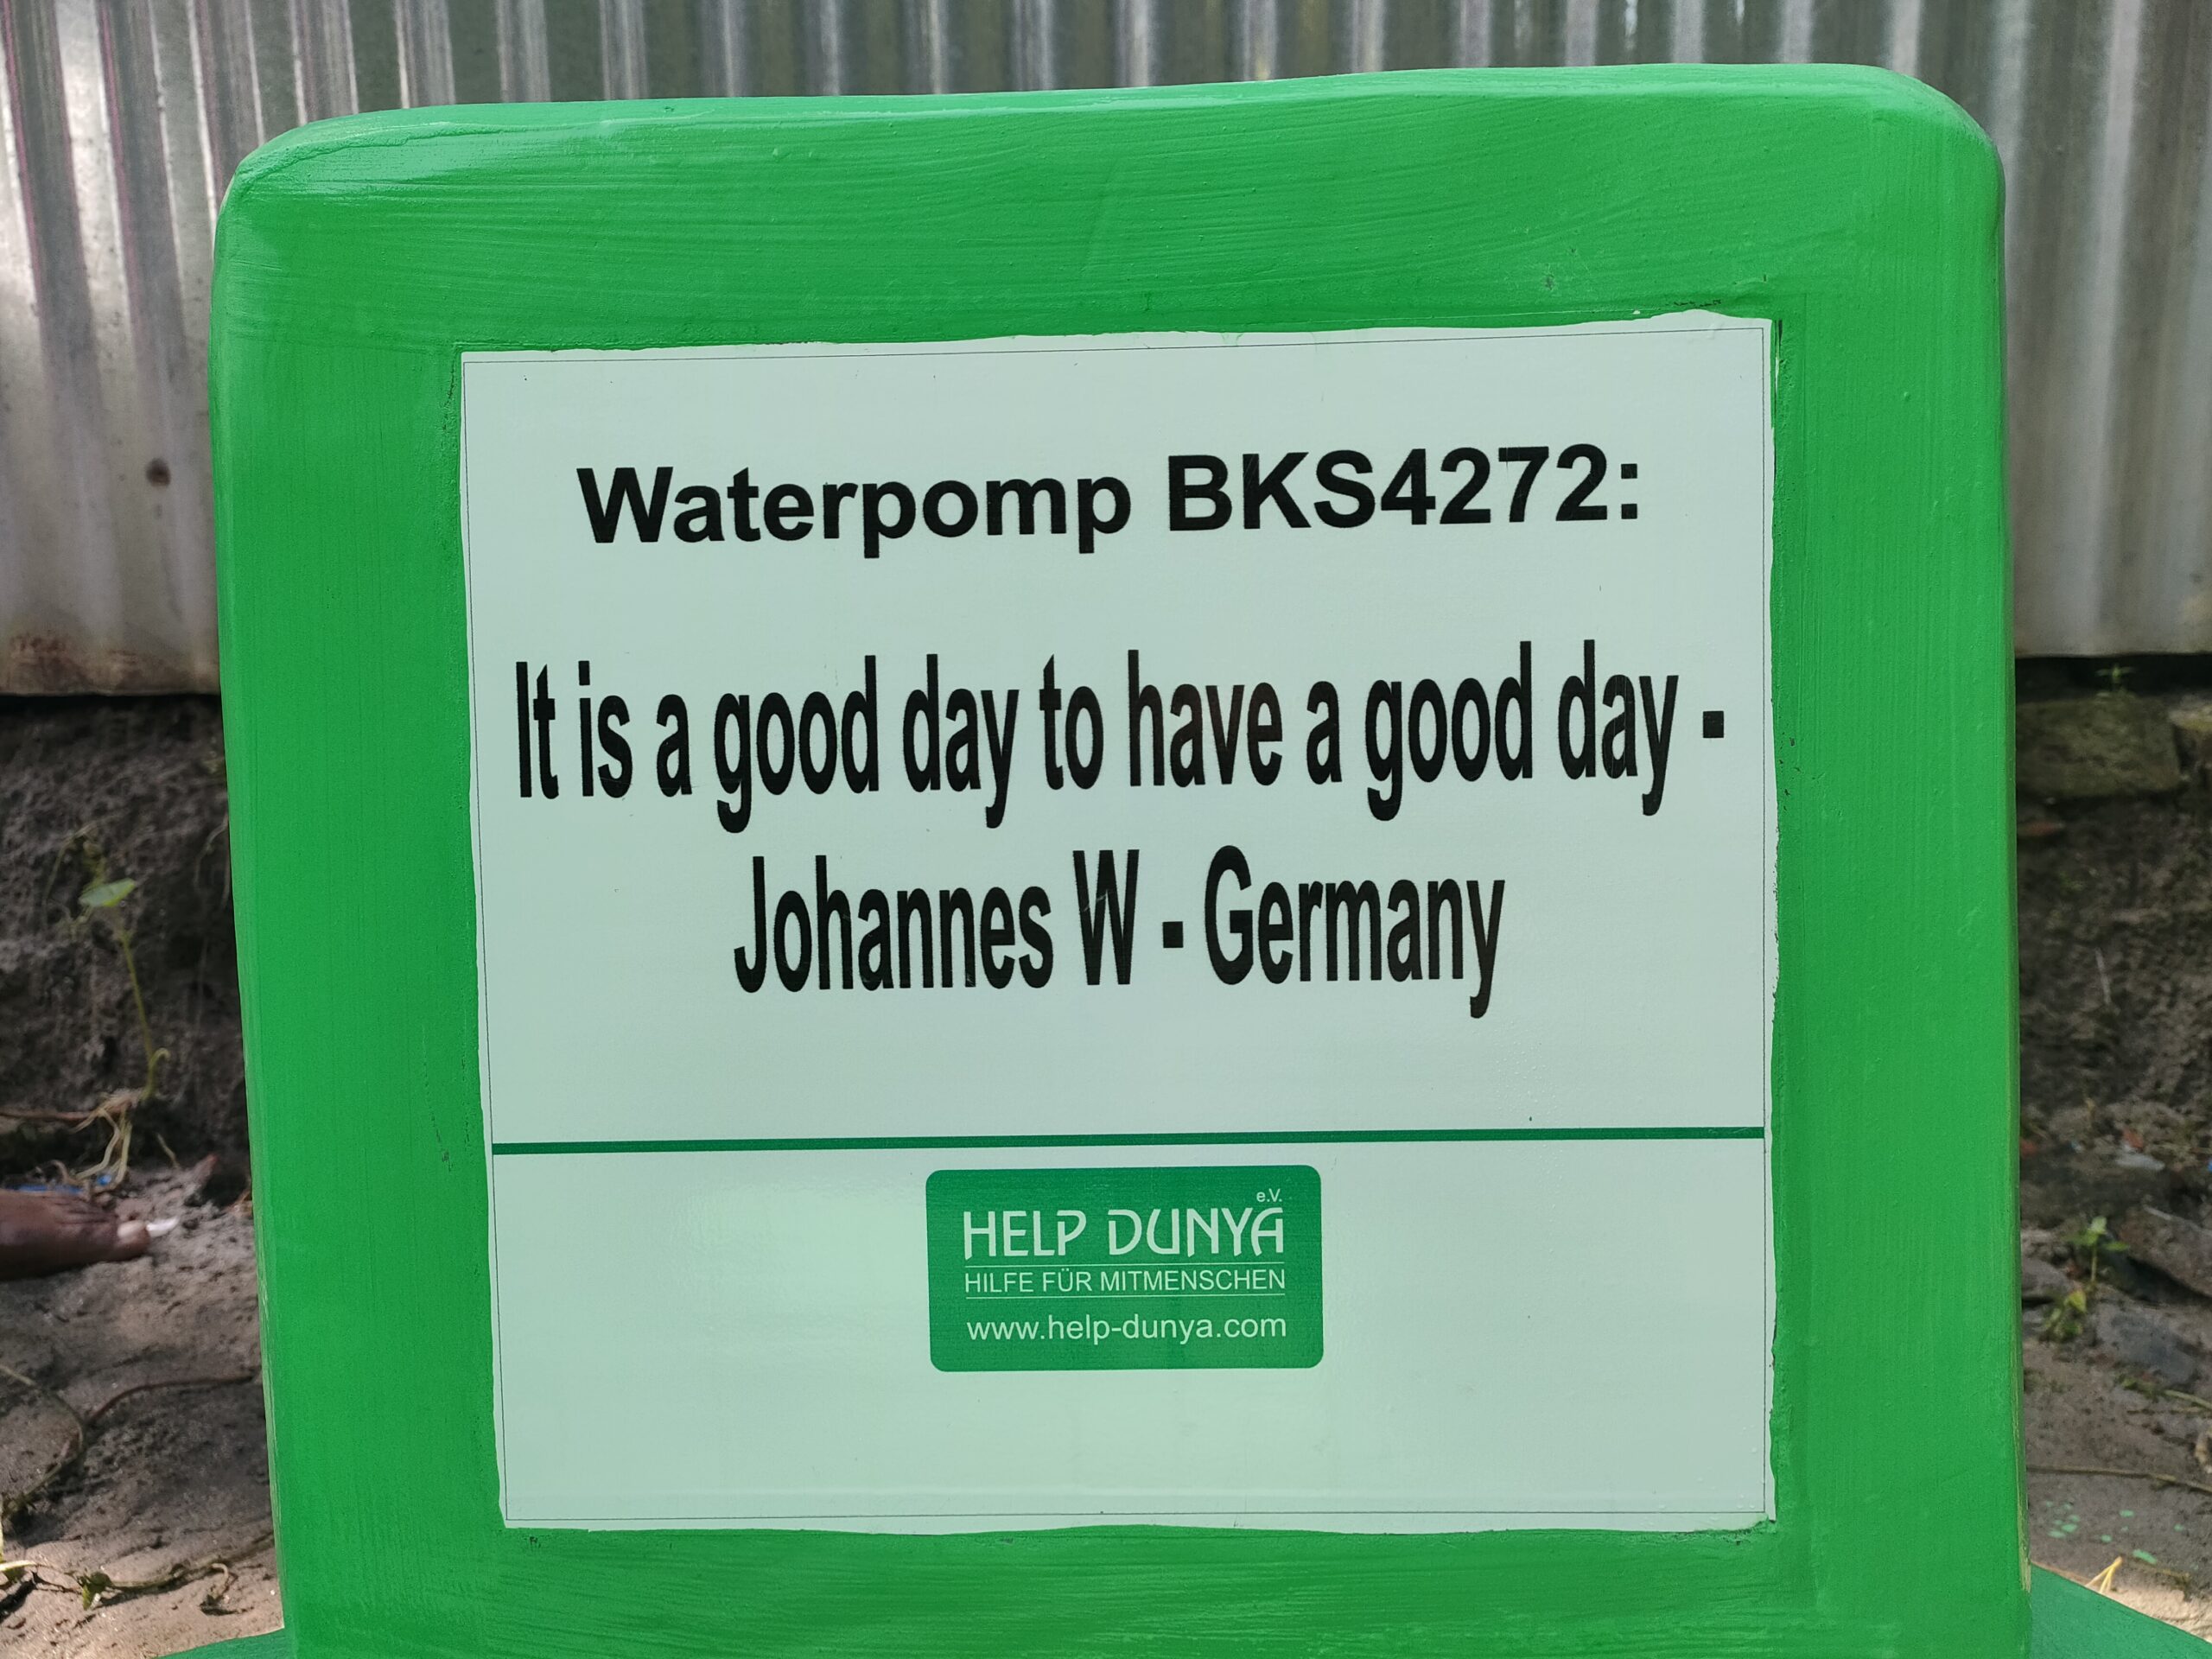 Waterpomp BKS4272:
It is a good day to have a good day -
Johannes W - Germany
e.V.
HELP DUNYA
HILFE FÜR MITMENSCHEN
www.help-dunya.com